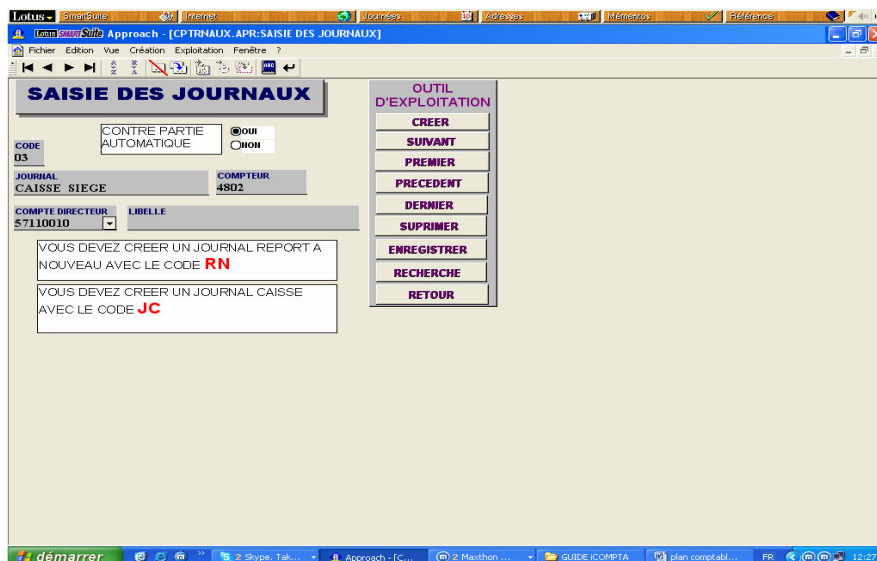 Lotus SmartSuite Internet Journées Adresses Mémentos Référence
Lotus SMARTSuite Approach - [CPTRNAUX.APR:SAISIE DES JOURNAUX]
Fichier Edition Vue Création Exploitation Fenêtre ?
SAISIE DES JOURNAUX
CONTRE PARTIE
AUTOMATIQUE
OUI
NON
CODE
03
JOURNAL
CAISSE SIEGE
COMPTEUR
4802
COMPTE DIRECTEUR
57110010
LIBELLE
VOUS DEVEZ CREER UN JOURNAL REPORT A
NOUVEAU AVEC LE CODE RN
VOUS DEVEZ CREER UN JOURNAL CAISSE
AVEC LE CODE JC
OUTIL
D'EXPLOITATION
CREER
SUIVANT
PREMIER
PRECEDENT
DERNIER
SUPRIMER
ENREGISTRER
RECHERCHE
RETOUR
démarrer 2 Skype. Tak... Approach - [C... 2 Maxthon ... GUIDE iCOMPTA plan comptabl... FR 12:27